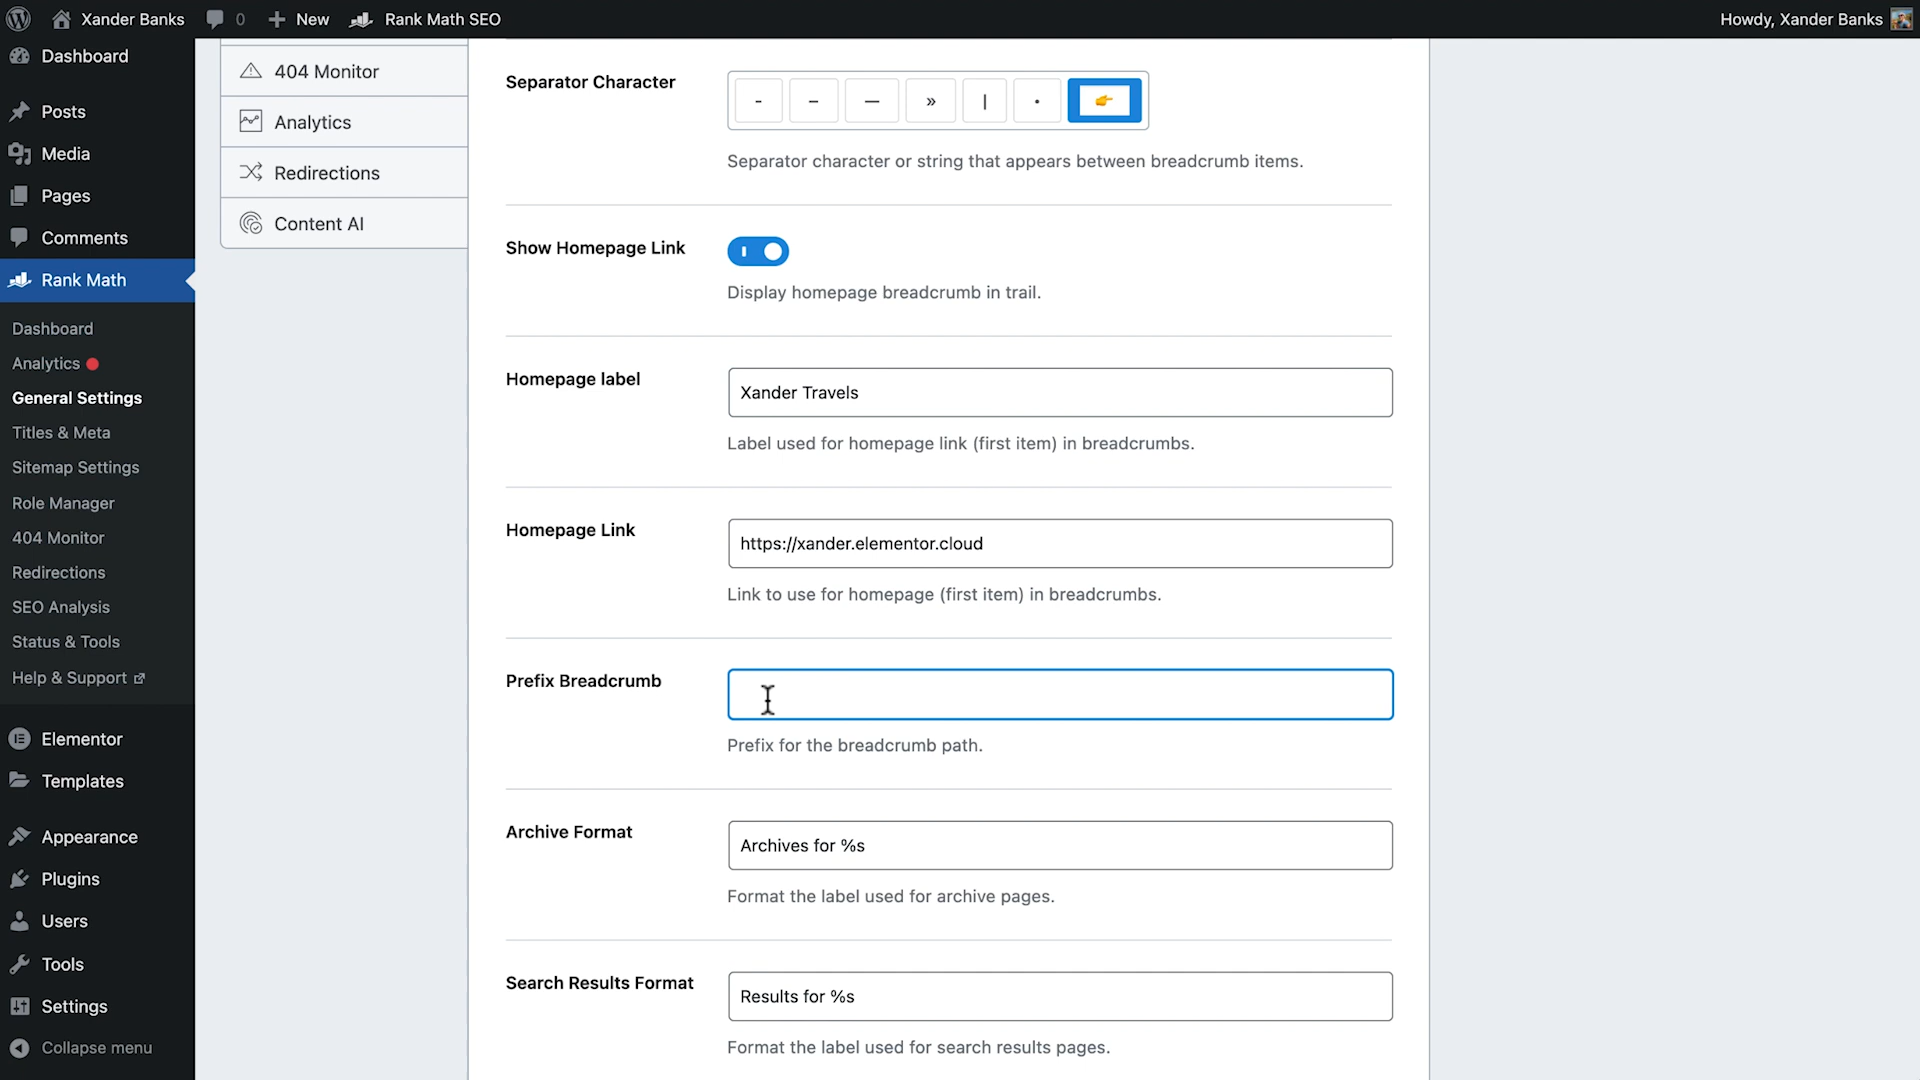 Xander Banks
0
New
Rank Math SEO
Howdy, Xander Banks
Dashboard
Posts
Media
Pages
Comments
Rank Math
Dashboard
Analytics
General Settings
Titles & Meta
Sitemap Settings
Role Manager
404 Monitor
Redirections
SEO Analysis
Status & Tools
Help & Support
Elementor
Templates
Appearance
Plugins
Users
Tools
Settings
Collapse menu
404 Monitor
Analytics
Redirections
Content AI
Separator Character
- – — » | • 👉
Separator character or string that appears between breadcrumb items.
Show Homepage Link
Display homepage breadcrumb in trail.
Homepage label
Xander Travels
Label used for homepage link (first item) in breadcrumbs.
Homepage Link
https://xander.elementor.cloud
Link to use for homepage (first item) in breadcrumbs.
Prefix Breadcrumb
Prefix for the breadcrumb path.
Archive Format
Archives for %s
Format the label used for archive pages.
Search Results Format
Results for %s
Format the label used for search results pages.